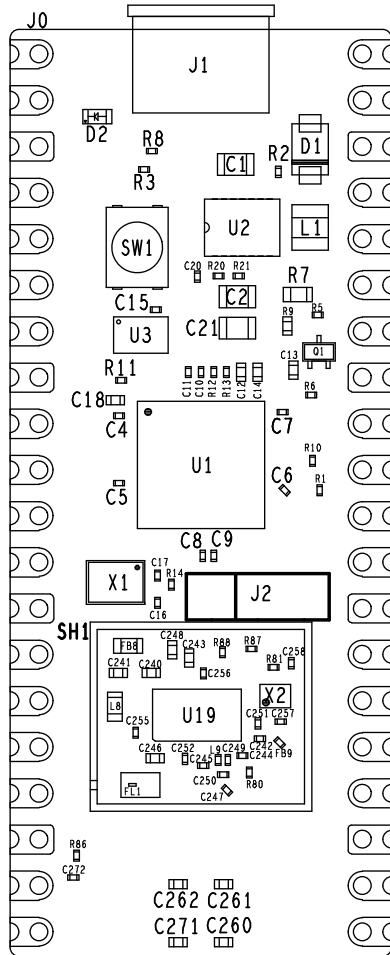 J0
J1
D2
R8
R3
C1
R2
D1
SW1
U2
L1
C20
R20
R21
C2
R7
C15
U3
C21
R9
R5
Q1
R11
C11
C10
R12
R13
C12
C14
C13
C18
C4
U1
C7
R6
C5
C6
R10
R1
C8
C9
X1
C17
R14
C16
J2
SH1
FB8
C248
C243
R88
R87
C258
R81
C241
C240
C256
L8
U19
X2
C255
C251
C257
C246
C252
C245
L9
C249
C242
C244
FB9
FL1
C250
C247
R80
R86
C272
C262
C261
C271
C260